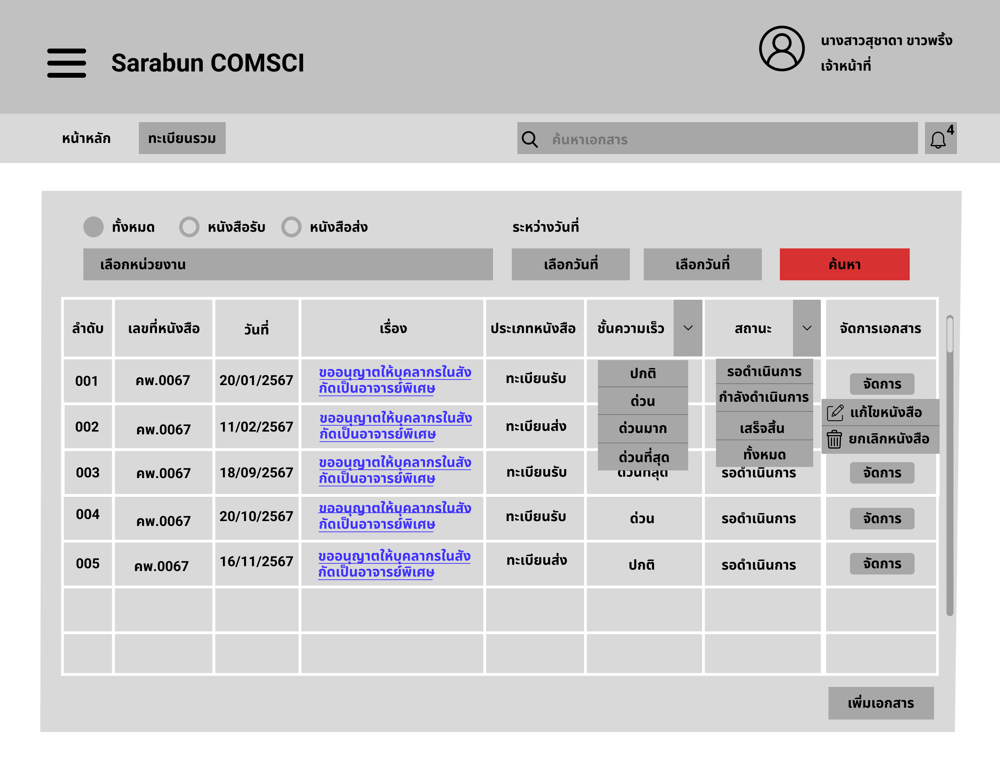 Sarabun COMSCI
นางสาวสุชาดา ขาวพริ้ง
เจ้าหน้าที่
หน้าหลัก
ทะเบียนรวม
ค้นหาเอกสาร
4
ทั้งหมด
หนังสือรับ
หนังสือส่ง
ระหว่างวันที่
เลือกหน่วยงาน
เลือกวันที่
เลือกวันที่
ค้นหา
ลำดับ
เลขที่หนังสือ
วันที่
เรื่อง
ประเภทหนังสือ
ชั้นความเร็ว
สถานะ
จัดการเอกสาร
001
คพ.0067
20/01/2567
ขออนุญาตให้บุคลากรในสัง
กัดเป็นอาจารย์พิเศษ
ทะเบียนรับ
ปกติ
ด่วน
ด่วนมาก
ด่วนที่สุด
รอดำเนินการ
กำลังดำเนินการ
เสร็จสิ้น
ทั้งหมด
จัดการ
แก้ไขหนังสือ
ยกเลิกหนังสือ
002
คพ.0067
11/02/2567
ขออนุญาตให้บุคลากรในสัง
กัดเป็นอาจารย์พิเศษ
ทะเบียนส่ง
003
คพ.0067
18/09/2567
ขออนุญาตให้บุคลากรในสัง
กัดเป็นอาจารย์พิเศษ
ทะเบียนรับ
ด่วนที่สุด
รอดำเนินการ
จัดการ
004
คพ.0067
20/10/2567
ขออนุญาตให้บุคลากรในสัง
กัดเป็นอาจารย์พิเศษ
ทะเบียนรับ
ด่วน
รอดำเนินการ
จัดการ
005
คพ.0067
16/11/2567
ขออนุญาตให้บุคลากรในสัง
กัดเป็นอาจารย์พิเศษ
ทะเบียนส่ง
ปกติ
รอดำเนินการ
จัดการ
เพิ่มเอกสาร